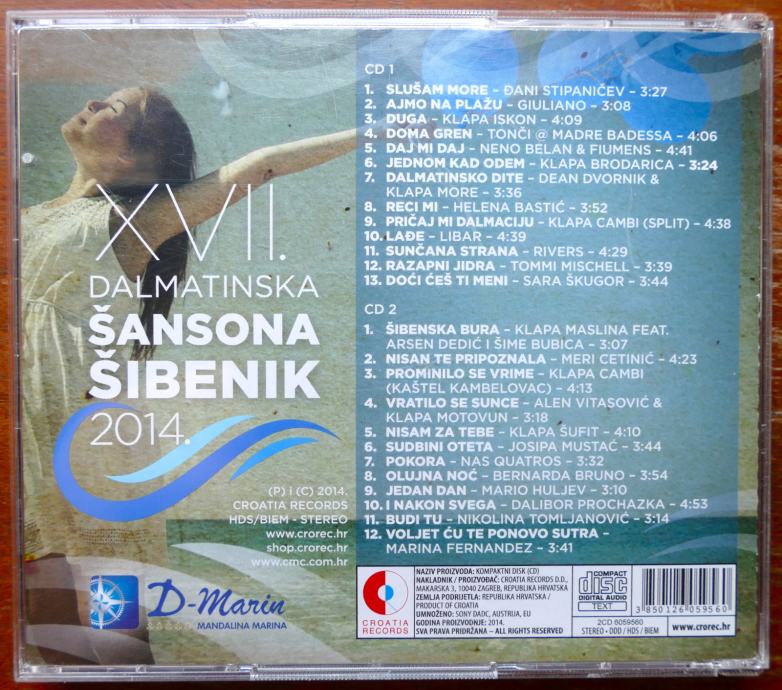 XVII.
DALMATINSKA
ŠANSONA
ŠIBENIK
2014.
(P) i (C) 2014.
CROATIA RECORDS
HDS/BIEM - STEREO
www.crorec.hr
shop.crorec.hr
www.cmc.com.hr
D-Marin
MANDALINA MARINA
CD 1
1. SLUŠAM MORE – ĐANI STIPANIČEV – 3:27
2. AJMO NA PLAŽU – GIULIANO – 3:08
3. DUGA – KLAPA ISKON – 4:09
4. DOMA GREN – TONČI @ MADRE BADESSA – 4:06
5. DAJ MI DAJ – NENO BELAN & FIUMENS – 4:41
6. JEDNOM KAD ODEM – KLAPA BRODARICA – 3:24
7. DALMATINSKO DITE – DEAN DVORNIK &
KLAPA MORE – 3:36
8. RECI MI – HELENA BASTIĆ – 3:52
9. PRIČAJ MI DALMACIJU – KLAPA CAMBI (SPLIT) – 4:38
10. LAĐE – LIBAR – 4:39
11. SUNČANA STRANA – RIVERS – 4:29
12. RAZAPNI JIDRA – TOMMI MISCHELL – 3:39
13. DOĆI ĆEŠ TI MENI – SARA ŠKUGOR – 3:44
CD 2
1. ŠIBENSKA BURA – KLAPA MASLINA FEAT.
ARSEN DEDIĆ I ŠIME BUBICA – 3:07
2. NISAN TE PRIPOZNALA – MERI CETINIĆ – 4:23
3. PROMINILO SE VRIME – KLAPA CAMBI
(KAŠTEL KAMBELOVAC) – 4:13
4. VRATILO SE SUNCE – ALEN VITASOVIĆ &
KLAPA MOTOVUN – 3:18
5. NISAM ZA TEBE – KLAPA ŠUFIT – 4:10
6. SUDBINI OTETA – JOSIPA MUSTAĆ – 3:44
7. POKORA – NAS QUATROS – 3:32
8. OLUJNA NOĆ – BERNARDA BRUNO – 3:54
9. JEDAN DAN – MARIO HULJEV – 3:10
10. I NAKON SVEGA – DALIBOR PROCHAZKA – 4:53
11. BUDI TU – NIKOLINA TOMLJANOVIĆ – 3:14
12. VOLJET ĆU TE PONOVO SUTRA –
MARINA FERNANDEZ – 3:41
CROATIA
RECORDS
NAZIV PROIZVODA: KOMPAKTNI DISK (CD)
NAKLADNIK / PROIZVOĐAČ: CROATIA RECORDS D.D.,
MAKARSKA 3, 10040 ZAGREB, REPUBLIKA HRVATSKA
ZEMLJA PODRIJETLA: REPUBLIKA HRVATSKA /
PRODUCT OF CROATIA
UMNOŽENO: SONY DADC, AUSTRIJA, EU
GODINA PROIZVODNJE: 2014.
SVA PRAVA PRIDRŽANA – ALL RIGHTS RESERVED
COMPACT
disc
DIGITAL AUDIO
TEXT
2CD 6059560
STEREO • DDD / HDS / BIEM
3 850126 059560
www.crorec.hr